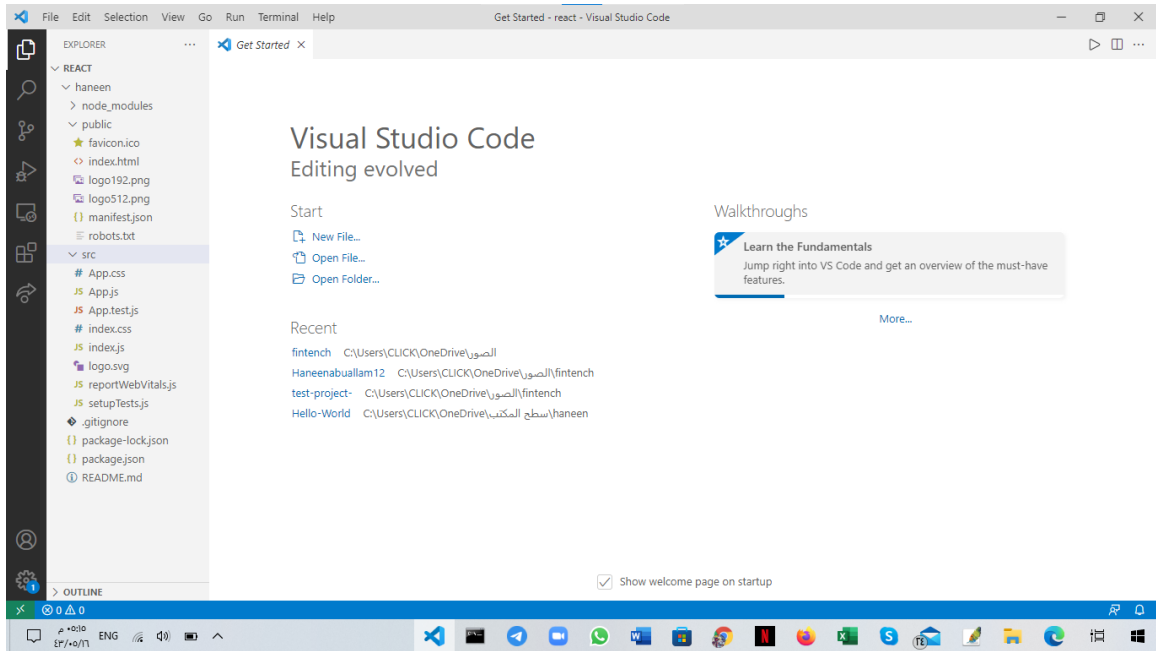 File Edit Selection View Go Run Terminal Help
Get Started - react - Visual Studio Code
EXPLORER
Get Started
REACT
haneen
node_modules
public
favicon.ico
index.html
logo192.png
logo512.png
manifest.json
robots.txt
src
App.css
App.js
App.test.js
index.css
index.js
logo.svg
reportWebVitals.js
setupTests.js
.gitignore
package-lock.json
package.json
README.md
OUTLINE
Visual Studio Code
Editing evolved
Start
New File...
Open File...
Open Folder...
Recent
fintench C:\Users\CLICK\OneDrive\الصور
Haneenabuallam12 C:\Users\CLICK\OneDrive\الصور\fintench
test-project- C:\Users\CLICK\OneDrive\الصور\fintench
Hello-World C:\Users\CLICK\OneDrive\سطح المكتب\haneen
Walkthroughs
Learn the Fundamentals
Jump right into VS Code and get an overview of the must-have
features.
More...
Show welcome page on startup
1
0 0
ENG